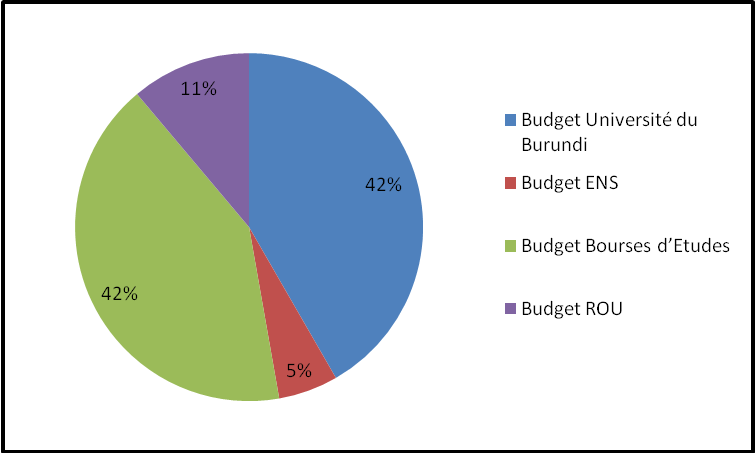 11%
42%
42%
5%
Budget Université du
Burundi
Budget ENS
Budget Bourses d’Etudes
Budget ROU